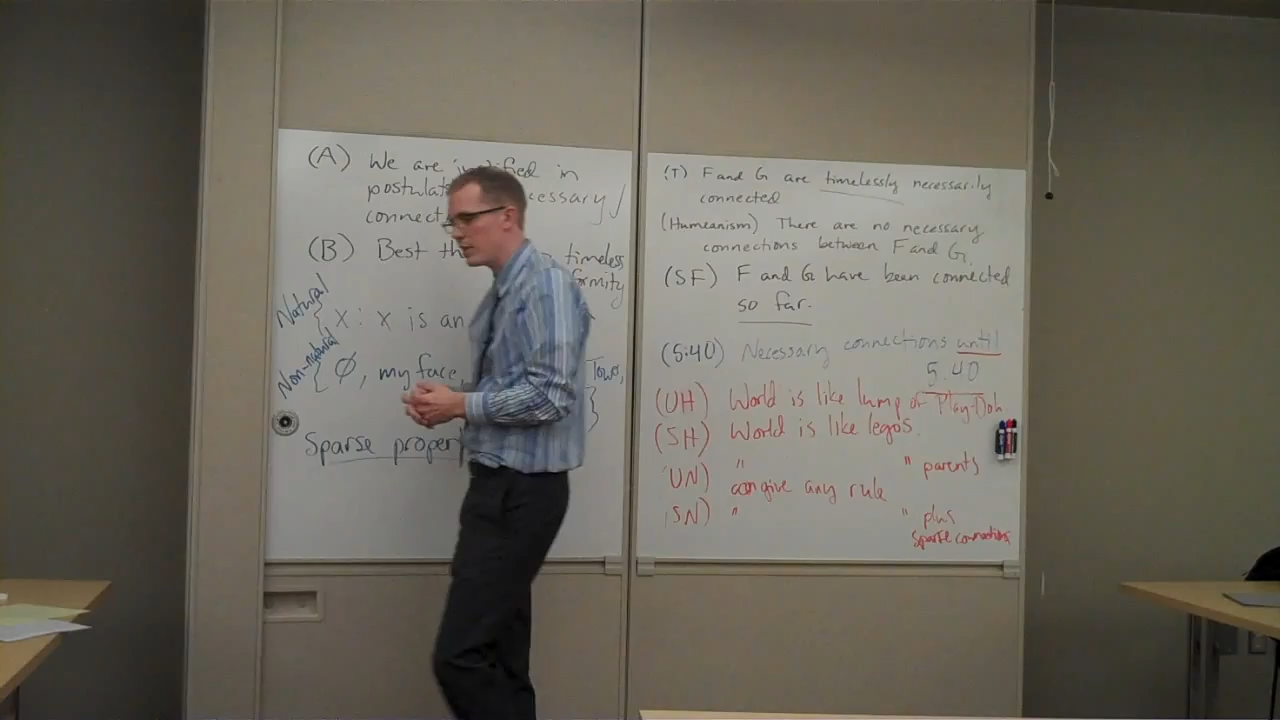 (A) We are in
postulat cessary
connect
(B) Best th timeless
formity
Natural
{ x : x is an
Non-natural
{ Ø, my face, Tows,
}
Sparse proper
(T) F and G are timelessly necessarily
connected
(Humeanism) There are no necessary
connections between F and G.
(SF) F and G have been connected
so far.
(5:40) Necessary connections until
5.40
(UH) World is like lump of Play-Doh
(SH) World is like legos.
UN) " " parents
can give any rule
SN) " " plus
sparse connections